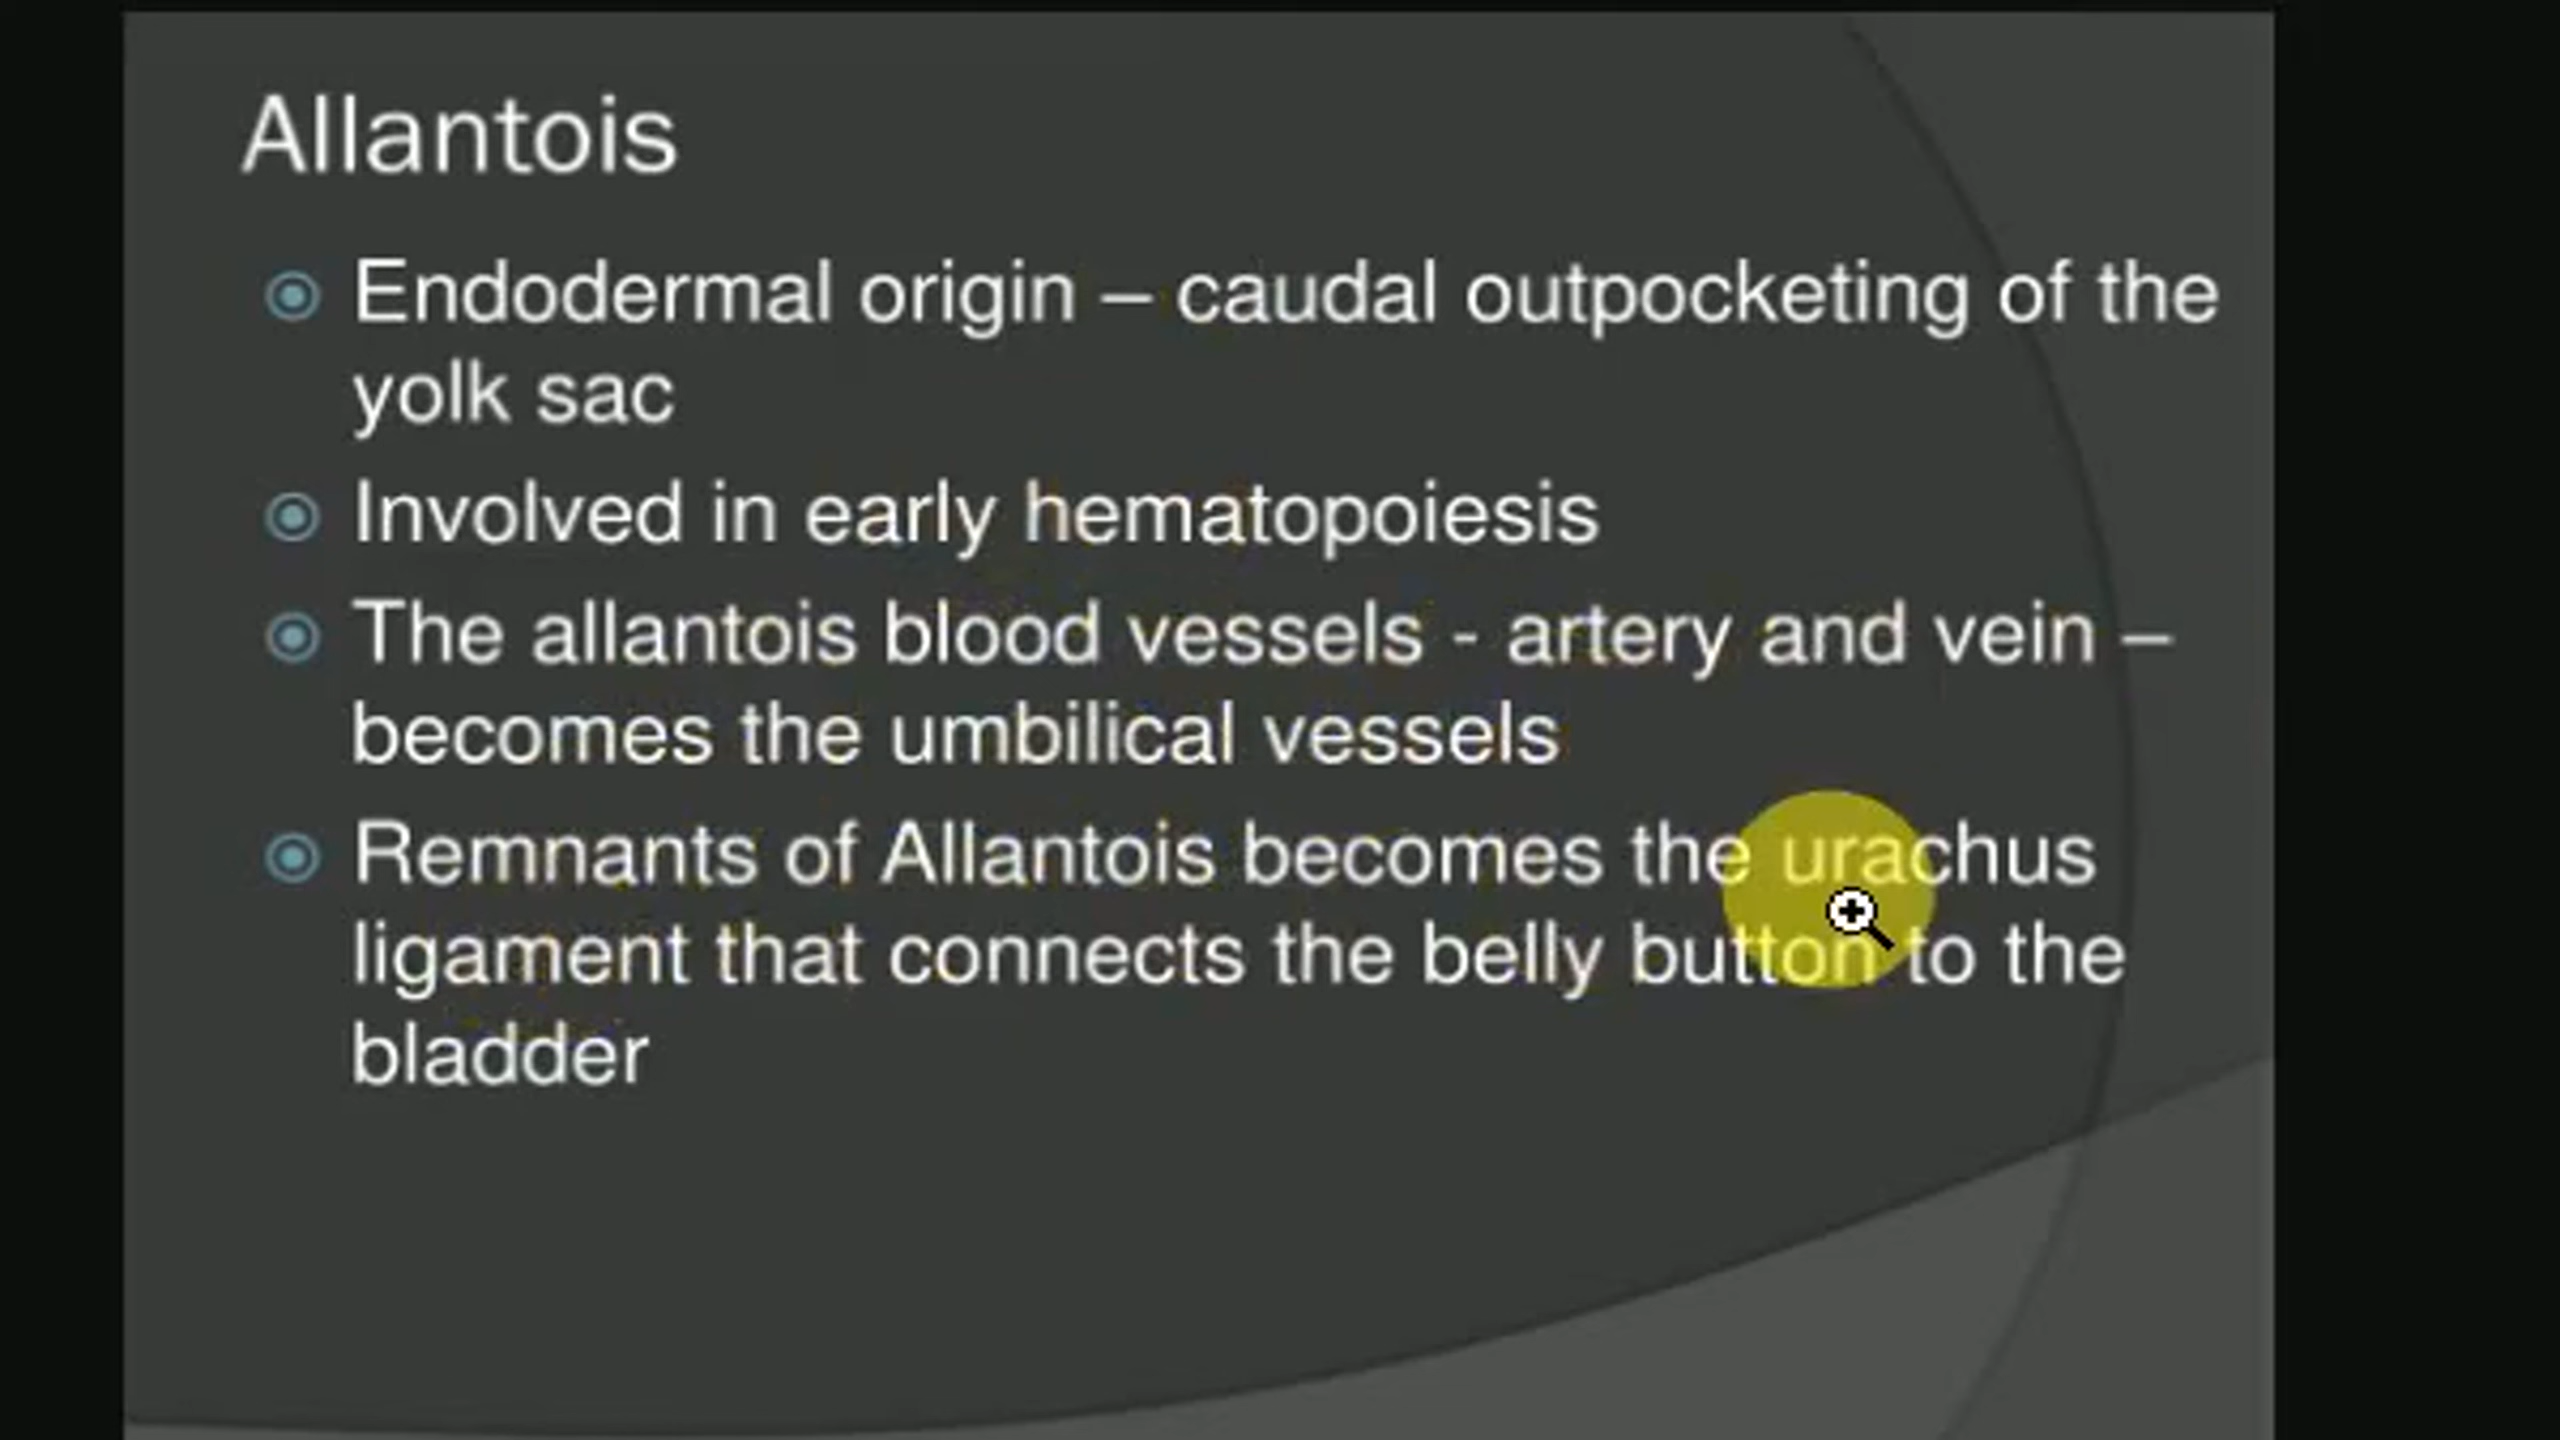 Allantois
Endodermal origin – caudal outpocketing of the
yolk sac
Involved in early hematopoiesis
The allantois blood vessels - artery and vein –
becomes the umbilical vessels
Remnants of Allantois becomes the urachus
ligament that connects the belly button to the
bladder